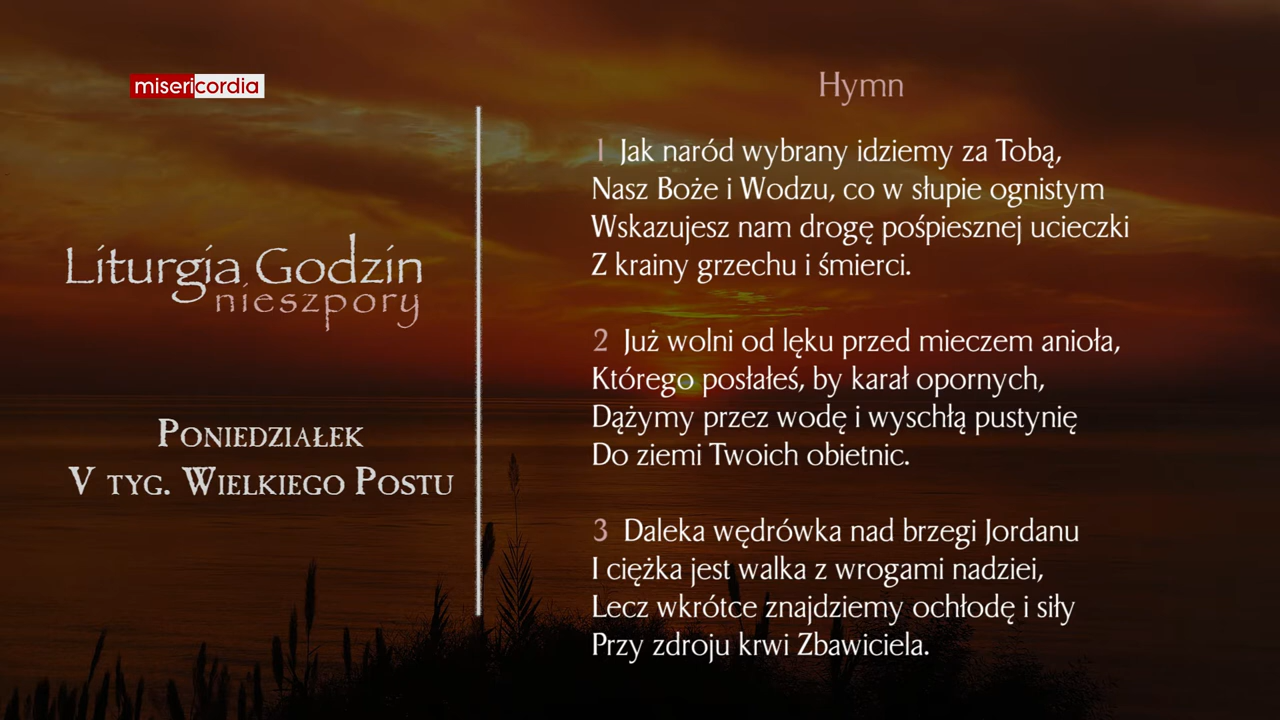 misericordia
Liturgia Godzin
nieszpory
Poniedziałek
V tyg. Wielkiego Postu
Hymn
1 Jak naród wybrany idziemy za Tobą,
Nasz Boże i Wodzu, co w słupie ognistym
Wskazujesz nam drogę pośpiesznej ucieczki
Z krainy grzechu i śmierci.
2 Już wolni od lęku przed mieczem anioła,
Którego posłałeś, by karał opornych,
Dążymy przez wodę i wyschłą pustynię
Do ziemi Twoich obietnic.
3 Daleka wędrówka nad brzegi Jordanu
I ciężka jest walka z wrogami nadziei,
Lecz wkrótce znajdziemy ochłodę i siły
Przy zdroju krwi Zbawiciela.